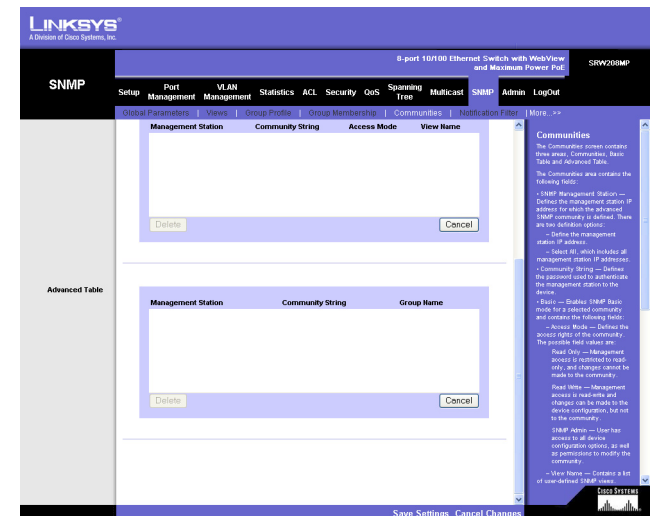 LINKSYS®
A Division of Cisco Systems, Inc.
8-port 10/100 Ethernet Switch with WebView
and Maximum Power PoE
SRW208MP
SNMP
Setup Port Management VLAN Management Statistics ACL Security QoS Spanning Tree Multicast SNMP Admin LogOut
Global Parameters | Views | Group Profile | Group Membership | Communities | Notification Filter | More...>>
Management Station Community String Access Mode View Name
Delete Cancel
Advanced Table
Management Station Community String Group Name
Delete Cancel
Communities
The Communities screen contains
three areas, Communities, Basic
Table and Advanced Table.
The Communities area contains the
following fields:
• SNMP Management Station —
Defines the management station IP
address for which the advanced
SNMP community is defined. There
are two definition options:
– Define the management
station IP address.
– Select All, which includes all
management station IP addresses.
• Community String — Defines
the password used to authenticate
the management station to the
device.
• Basic — Enables SNMP Basic
mode for a selected community
and contains the following fields:
– Access Mode — Defines the
access rights of the community.
The possible field values are:
Read Only — Management
access is restricted to read-
only, and changes cannot be
made to the community.
Read Write — Management
access is read-write and
changes can be made to the
device configuration, but not
to the community.
SNMP Admin — User has
access to all device
configuration options, as well
as permissions to modify the
community.
– View Name — Contains a list
of user-defined SNMP views.
CISCO SYSTEMS
Save Settings Cancel Changes